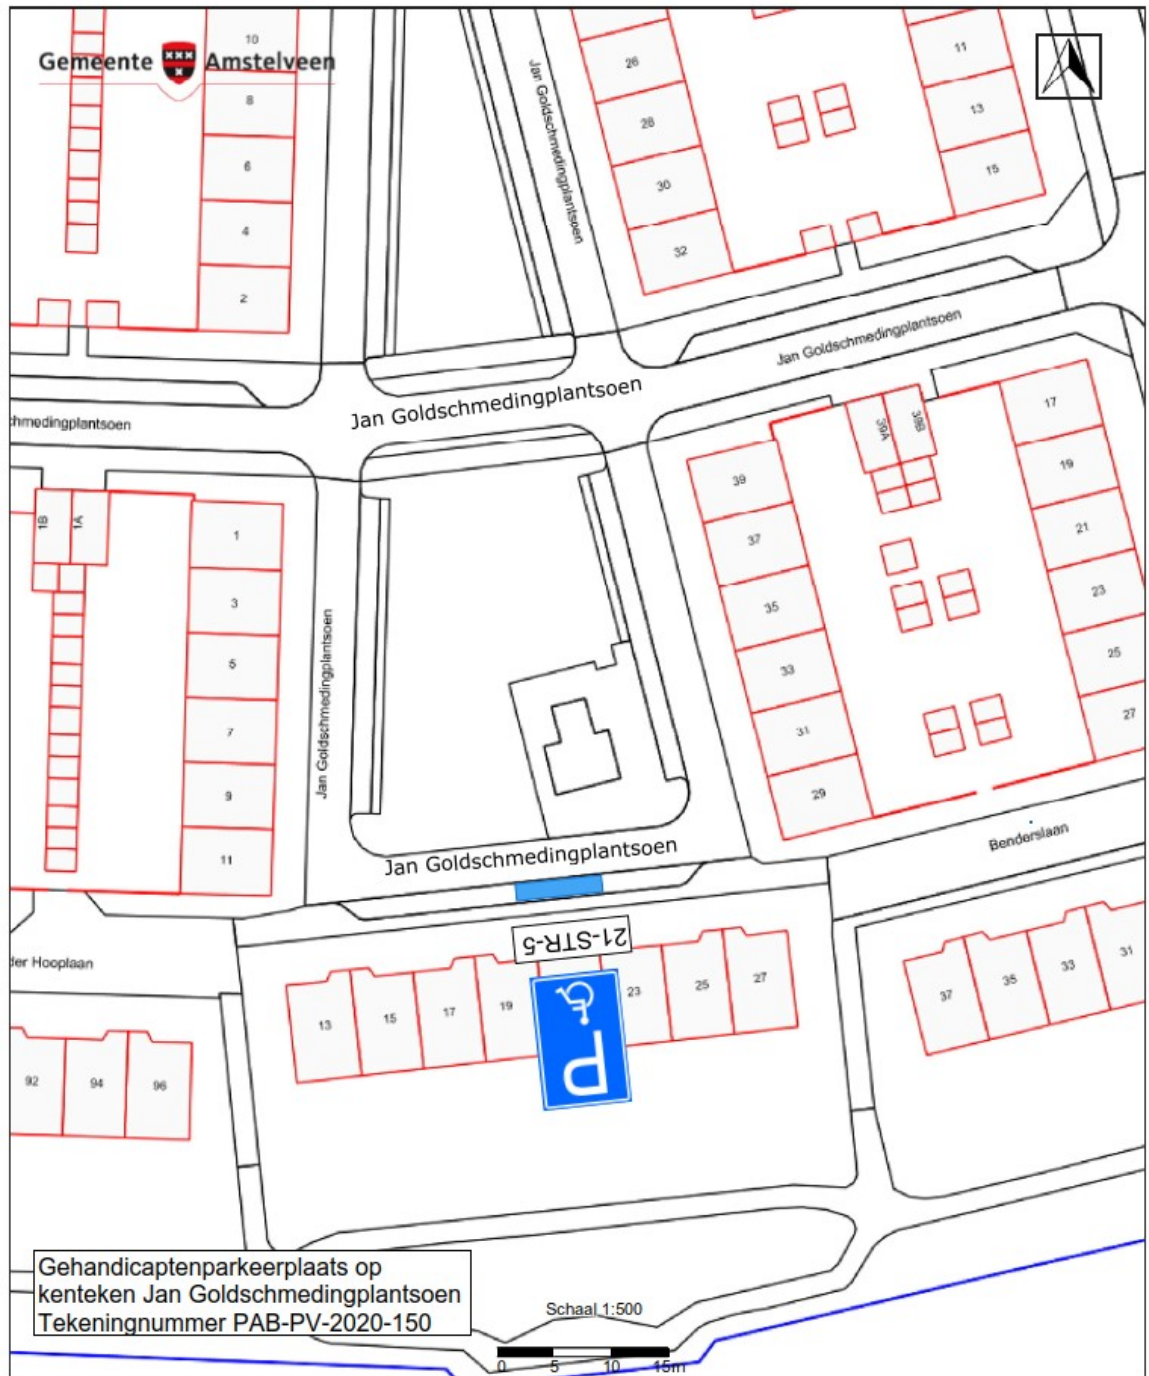 Gemeente Amstelveen
10
8
6
4
2
26
28
30
32
11
13
15
Jan Goldschmedingplantsoen
Jan Goldschmedingplantsoen
Jan Goldschmedingplantsoen
hmedingplantsoen
39A
39B
17
19
21
23
25
27
39
37
35
33
31
29
1B
1A
1
3
5
7
9
11
Jan Goldschmedingplantsoen
Jan Goldschmedingplantsoen
Benderslaan
21-STR-5
der Hooplaan
13
15
17
19
23
25
27
P
37
35
33
31
92
94
96
Gehandicaptenparkeerplaats op
kenteken Jan Goldschmedingplantsoen
Tekeningnummer PAB-PV-2020-150
Schaal 1:500
0 5 10 15m